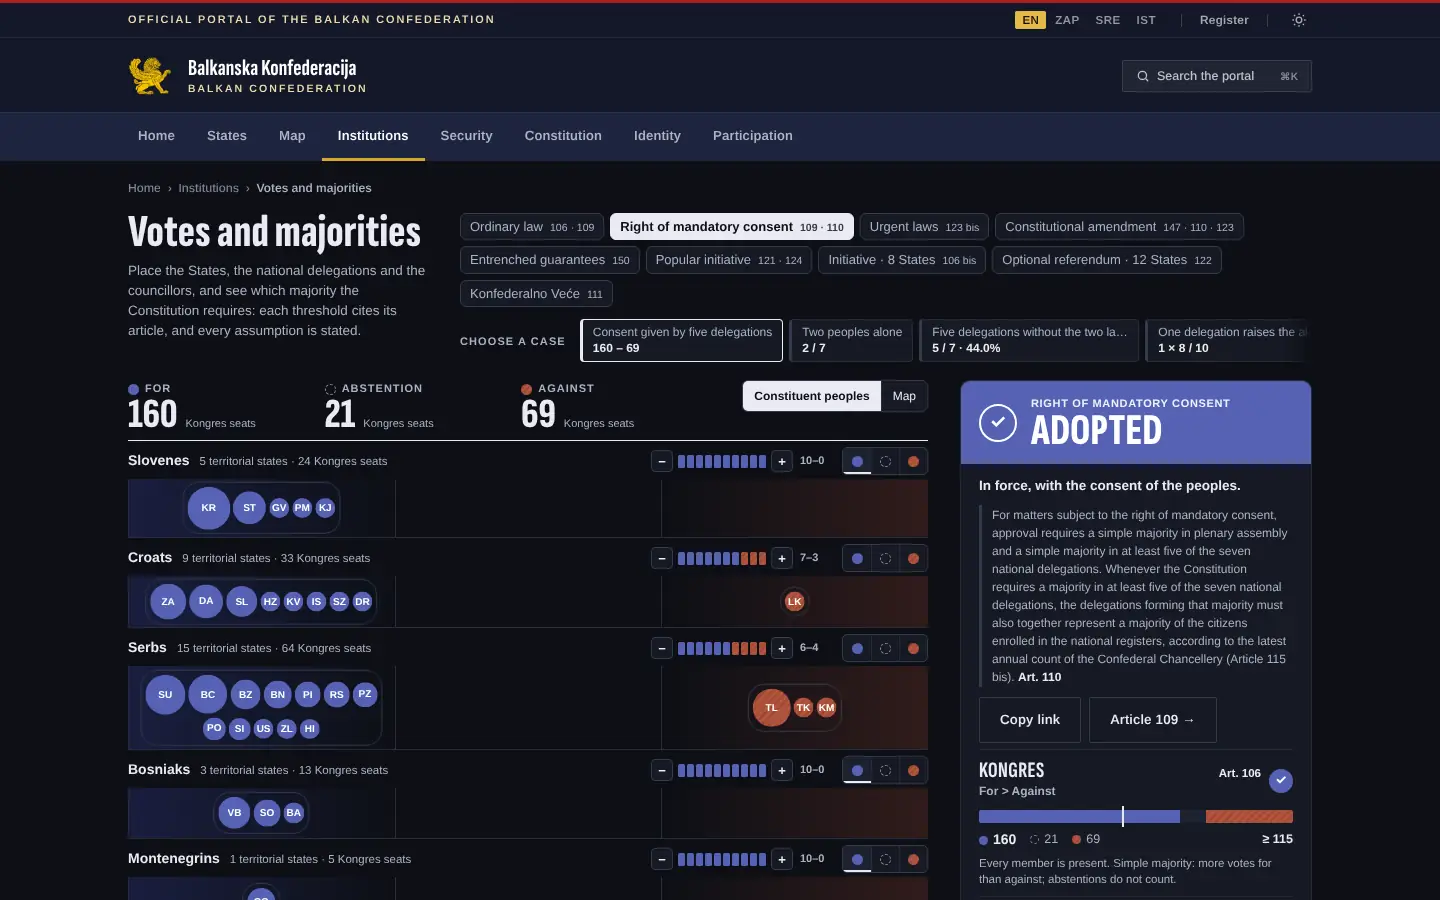 OFFICIAL PORTAL OF THE BALKAN CONFEDERATION
EN ZAP SRE IST Register
Balkanska Konfederacija
BALKAN CONFEDERATION
Search the portal ⌘K
Home States Map Institutions Security Constitution Identity Participation
Home › Institutions › Votes and majorities
Votes and majorities
Place the States, the national delegations and the
councillors, and see which majority the
Constitution requires: each threshold cites its
article, and every assumption is stated.
Ordinary law 106 · 109 Right of mandatory consent 109 · 110 Urgent laws 123 bis Constitutional amendment 147 · 110 · 123
Entrenched guarantees 150 Popular initiative 121 · 124 Initiative · 8 States 106 bis Optional referendum · 12 States 122
Konfederalno Veće 111
CHOOSE A CASE
Consent given by five delegations
160 – 69
Two peoples alone
2 / 7
Five delegations without the two la…
5 / 7 · 44.0%
One delegation raises the
1 × 8 / 10
FOR
160 Kongres seats
ABSTENTION
21 Kongres seats
AGAINST
69 Kongres seats
Constituent peoples Map
Slovenes 5 territorial states · 24 Kongres seats − + 10–0
KR ST GV PM KJ
Croats 9 territorial states · 33 Kongres seats − + 7–3
ZA DA SL HZ KV IS SZ DR LK
Serbs 15 territorial states · 64 Kongres seats − + 6–4
SU BC BZ BN PI RS PZ
PO SI US ZL HI
TL TK KM
Bosniaks 3 territorial states · 13 Kongres seats − + 10–0
VB SO BA
Montenegrins 1 territorial states · 5 Kongres seats − + 10–0
RIGHT OF MANDATORY CONSENT
ADOPTED
In force, with the consent of the peoples.
For matters subject to the right of mandatory consent,
approval requires a simple majority in plenary assembly
and a simple majority in at least five of the seven
national delegations. Whenever the Constitution
requires a majority in at least five of the seven national
delegations, the delegations forming that majority must
also together represent a majority of the citizens
enrolled in the national registers, according to the latest
annual count of the Confederal Chancellery (Article 115
bis). Art. 110
Copy link Article 109 →
KONGRES Art. 106
For > Against
160 21 69 ≥ 115
Every member is present. Simple majority: more votes for
than against; abstentions do not count.